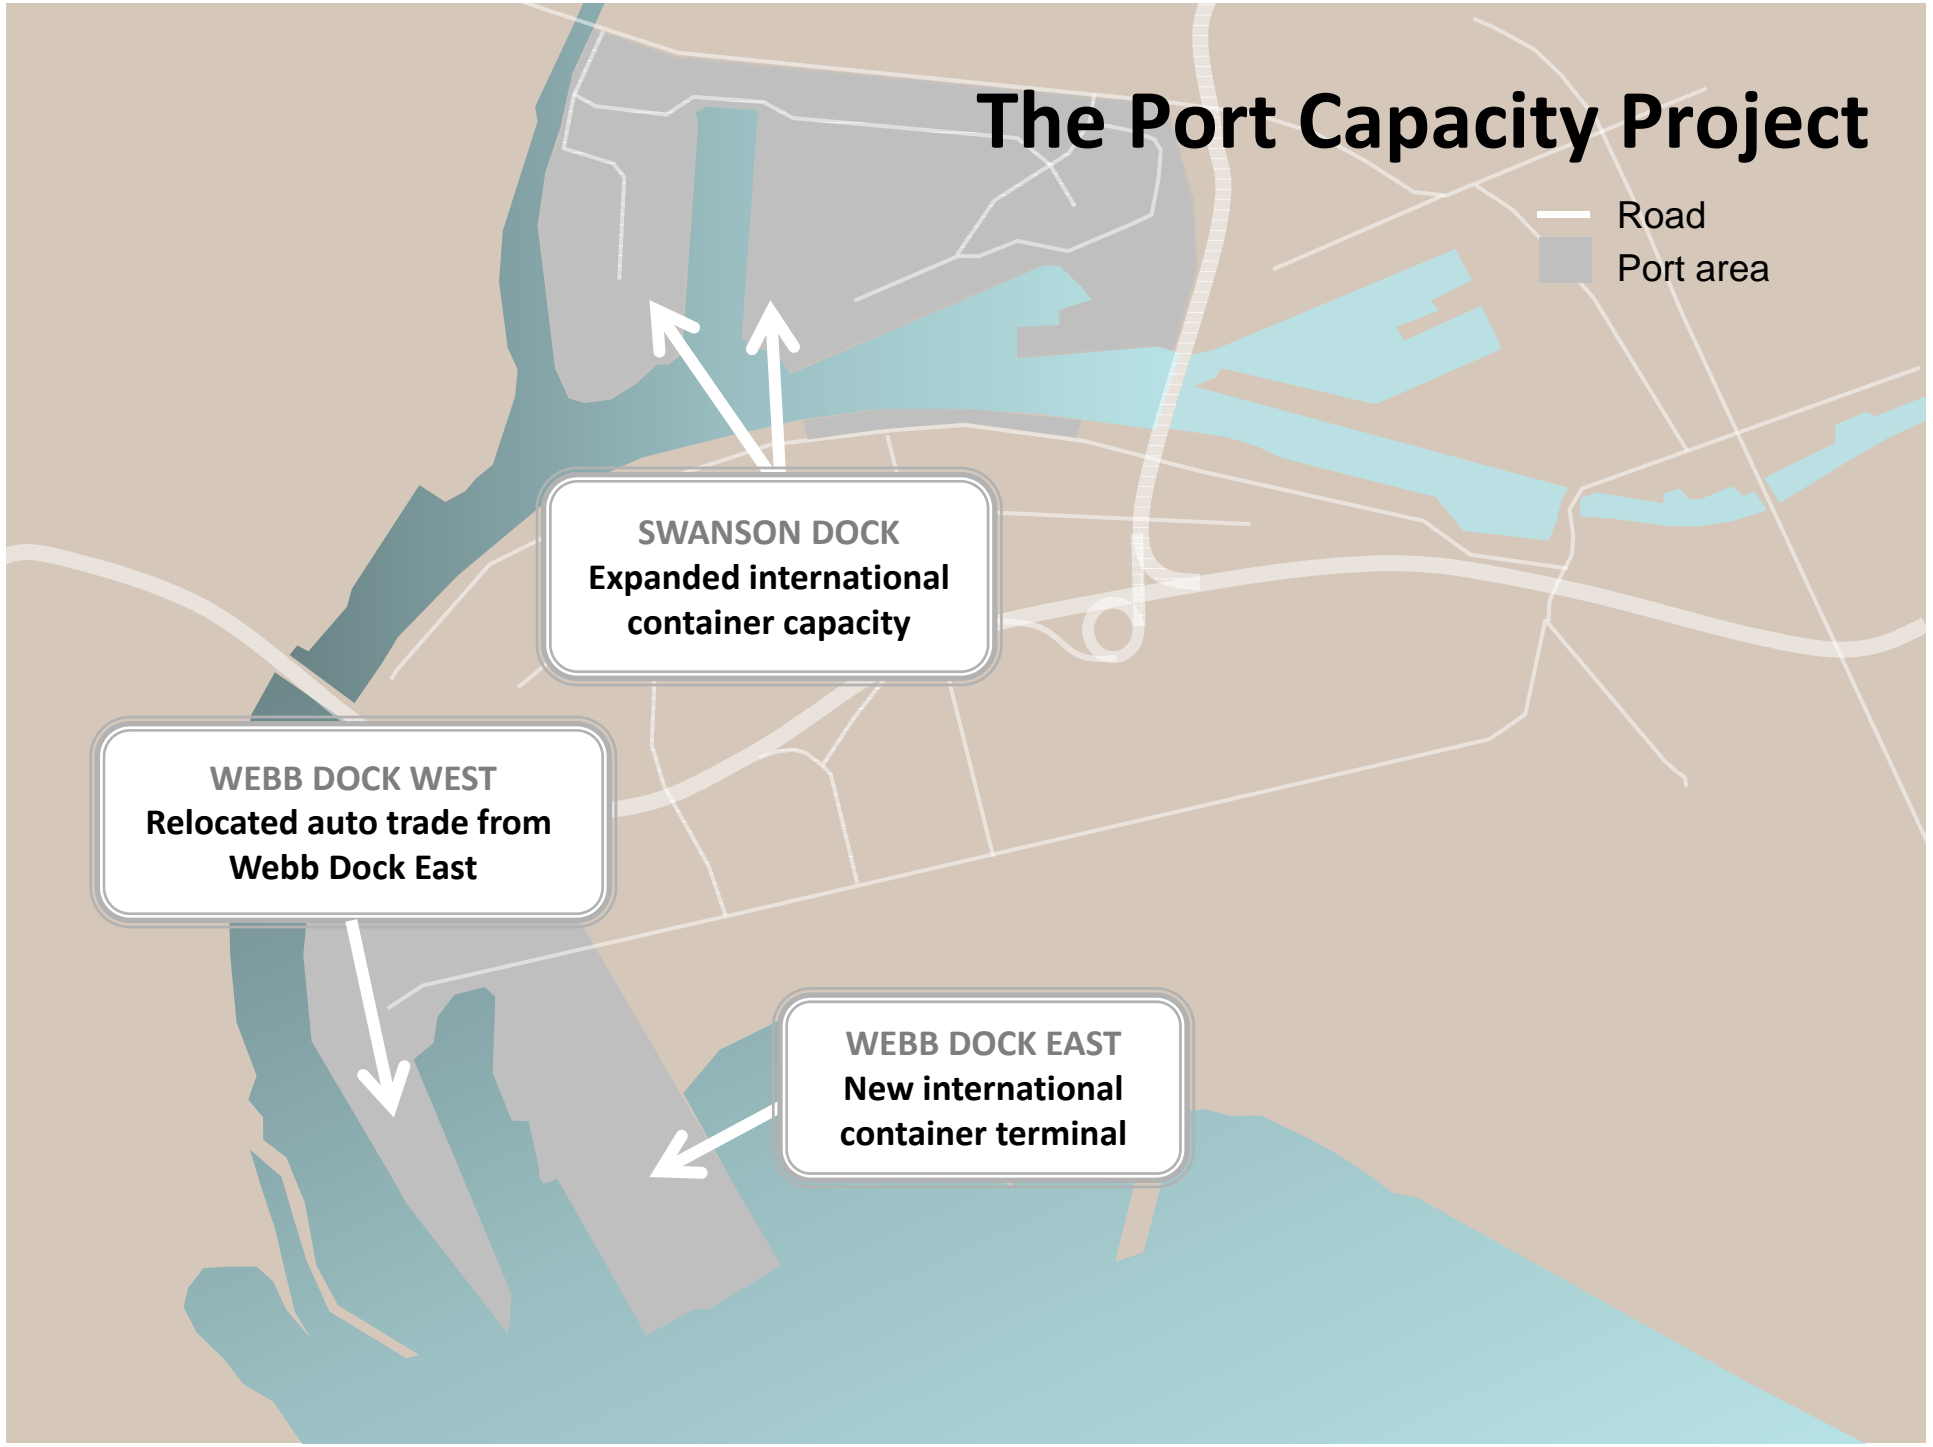 The Port Capacity Project
Road
Port area
SWANSON DOCK
Expanded international
container capacity
WEBB DOCK WEST
Relocated auto trade from
Webb Dock East
WEBB DOCK EAST
New international
container terminal